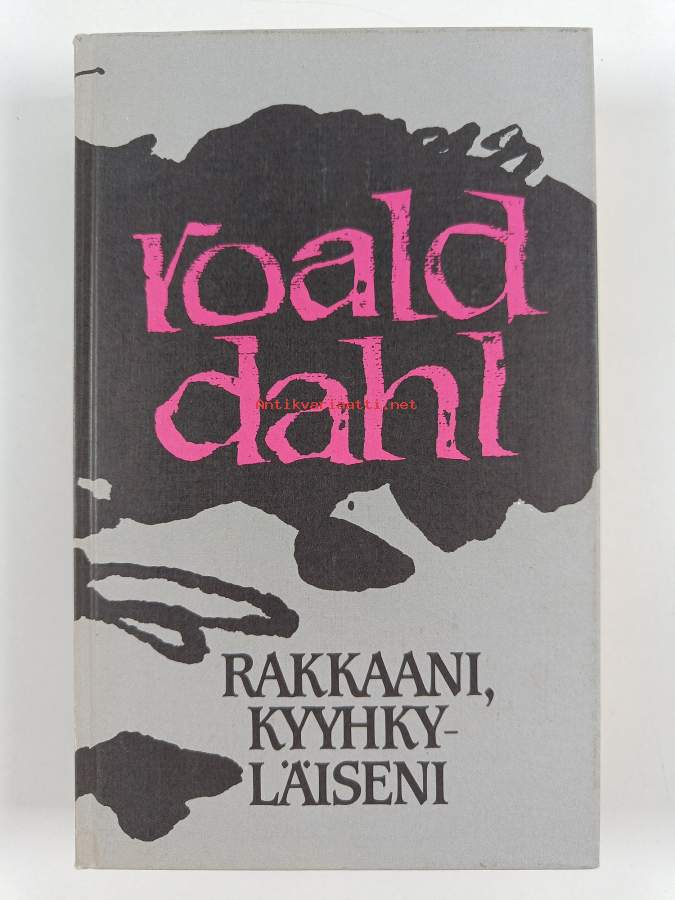 roald
dahl
Antikvariaatti.net
RAKKAANI,
KYYHKY-
LÄISENI